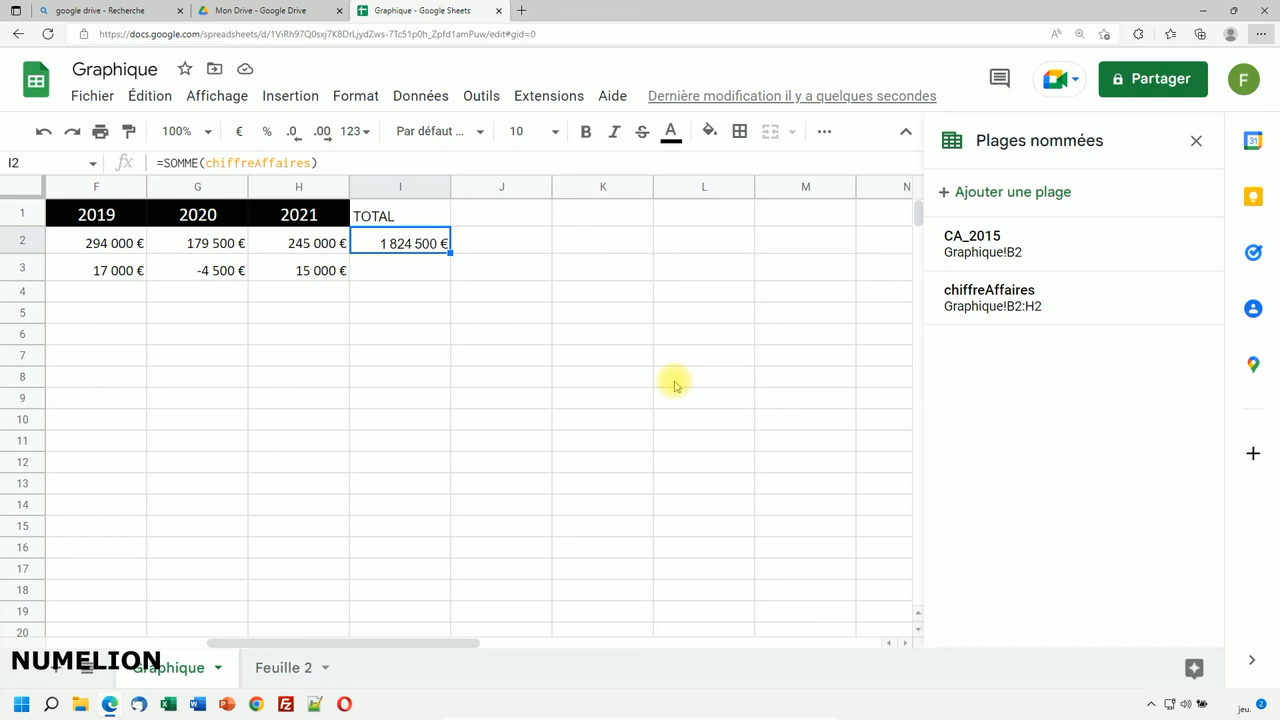 google drive - Recherche
Mon Drive - Google Drive
Graphique - Google Sheets
https://docs.google.com/spreadsheets/d/1ViRh97Q0sxj7K8DrLjydZws-7Tc51p0h_Zpfd1amPuw/edit#gid=0
Graphique
Partager
F
Fichier Édition Affichage Insertion Format Données Outils Extensions Aide Dernière modification il y a quelques secondes
100% € % .0 .00 123 Par défaut ... 10 B I S A
I2 fx =SOMME(chiffreAffaires)
F G H I J K L M N
1 2019 2020 2021 TOTAL
2 294 000 € 179 500 € 245 000 € 1 824 500 €
3 17 000 € -4 500 € 15 000 €
4
5
6
7
8
9
10
11
12
13
14
15
16
17
18
19
20
Plages nommées
+ Ajouter une plage
CA_2015
Graphique!B2
chiffreAffaires
Graphique!B2:H2
31
NUMELION
Graphique
Feuille 2
jeu.
2